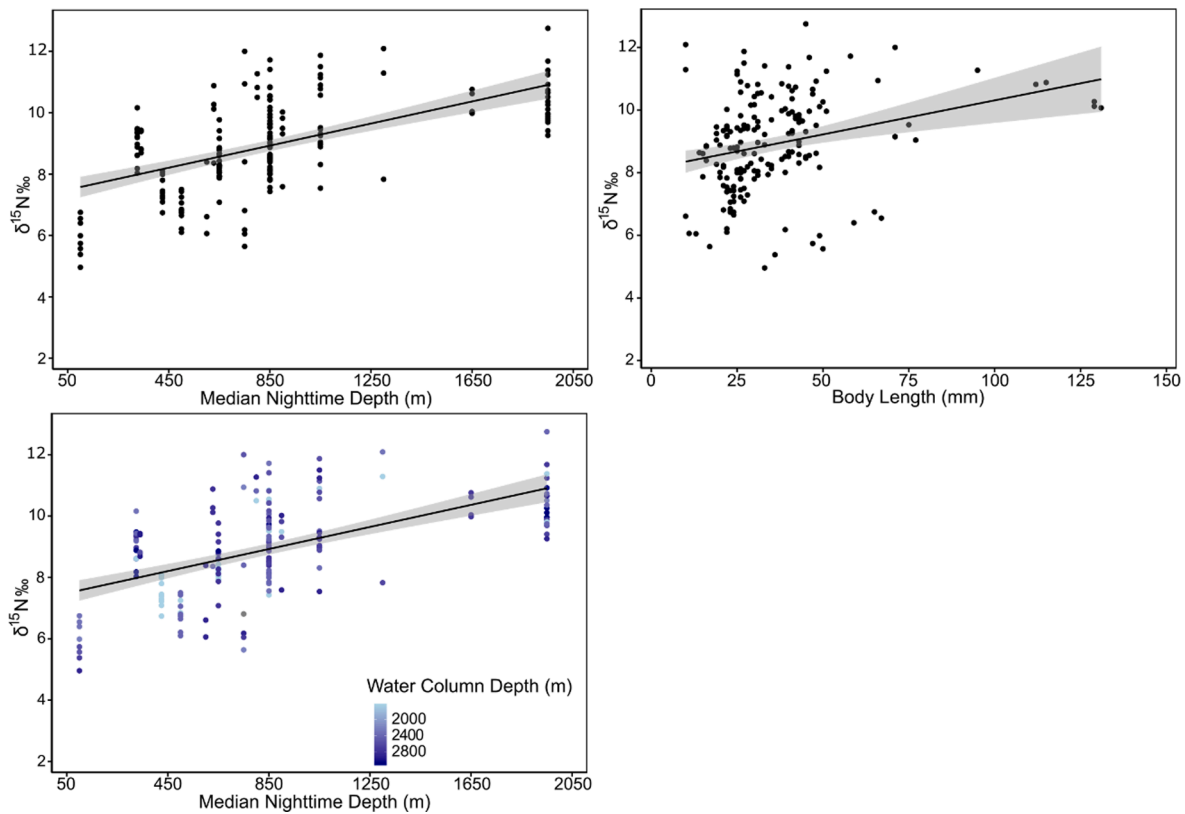 12
10
8
6
4
2
δ¹⁵N‰
50 450 850 1250 1650 2050
Median Nighttime Depth (m)
12
10
8
6
4
2
δ¹⁵N‰
0 25 50 75 100 125 150
Body Length (mm)
12
10
8
6
4
2
δ¹⁵N‰
Water Column Depth (m)
2000
2400
2800
50 450 850 1250 1650 2050
Median Nighttime Depth (m)